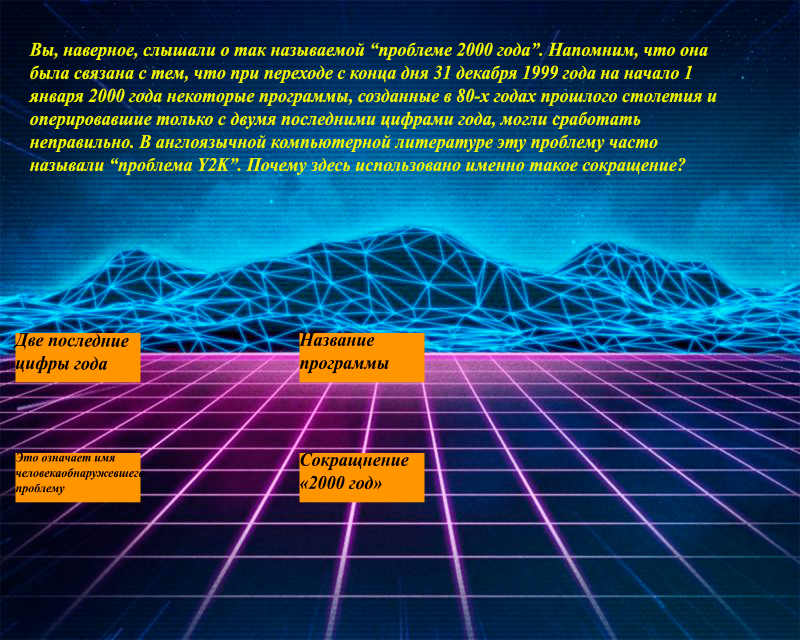 Вы, наверное, слышали о так называемой “проблеме 2000 года”. Напомним, что она
была связана с тем, что при переходе с конца дня 31 декабря 1999 года на начало 1
января 2000 года некоторые программы, созданные в 80-х годах прошлого столетия и
оперировавшие только с двумя последними цифрами года, могли сработать
неправильно. В англоязычной компьютерной литературе эту проблему часто
называли “проблема Y2K”. Почему здесь использовано именно такое сокращение?
Две последние
цифры года
Название
программы
Это означает имя
человекаобнаружевшего
проблему
Сокращнение
«2000 год»